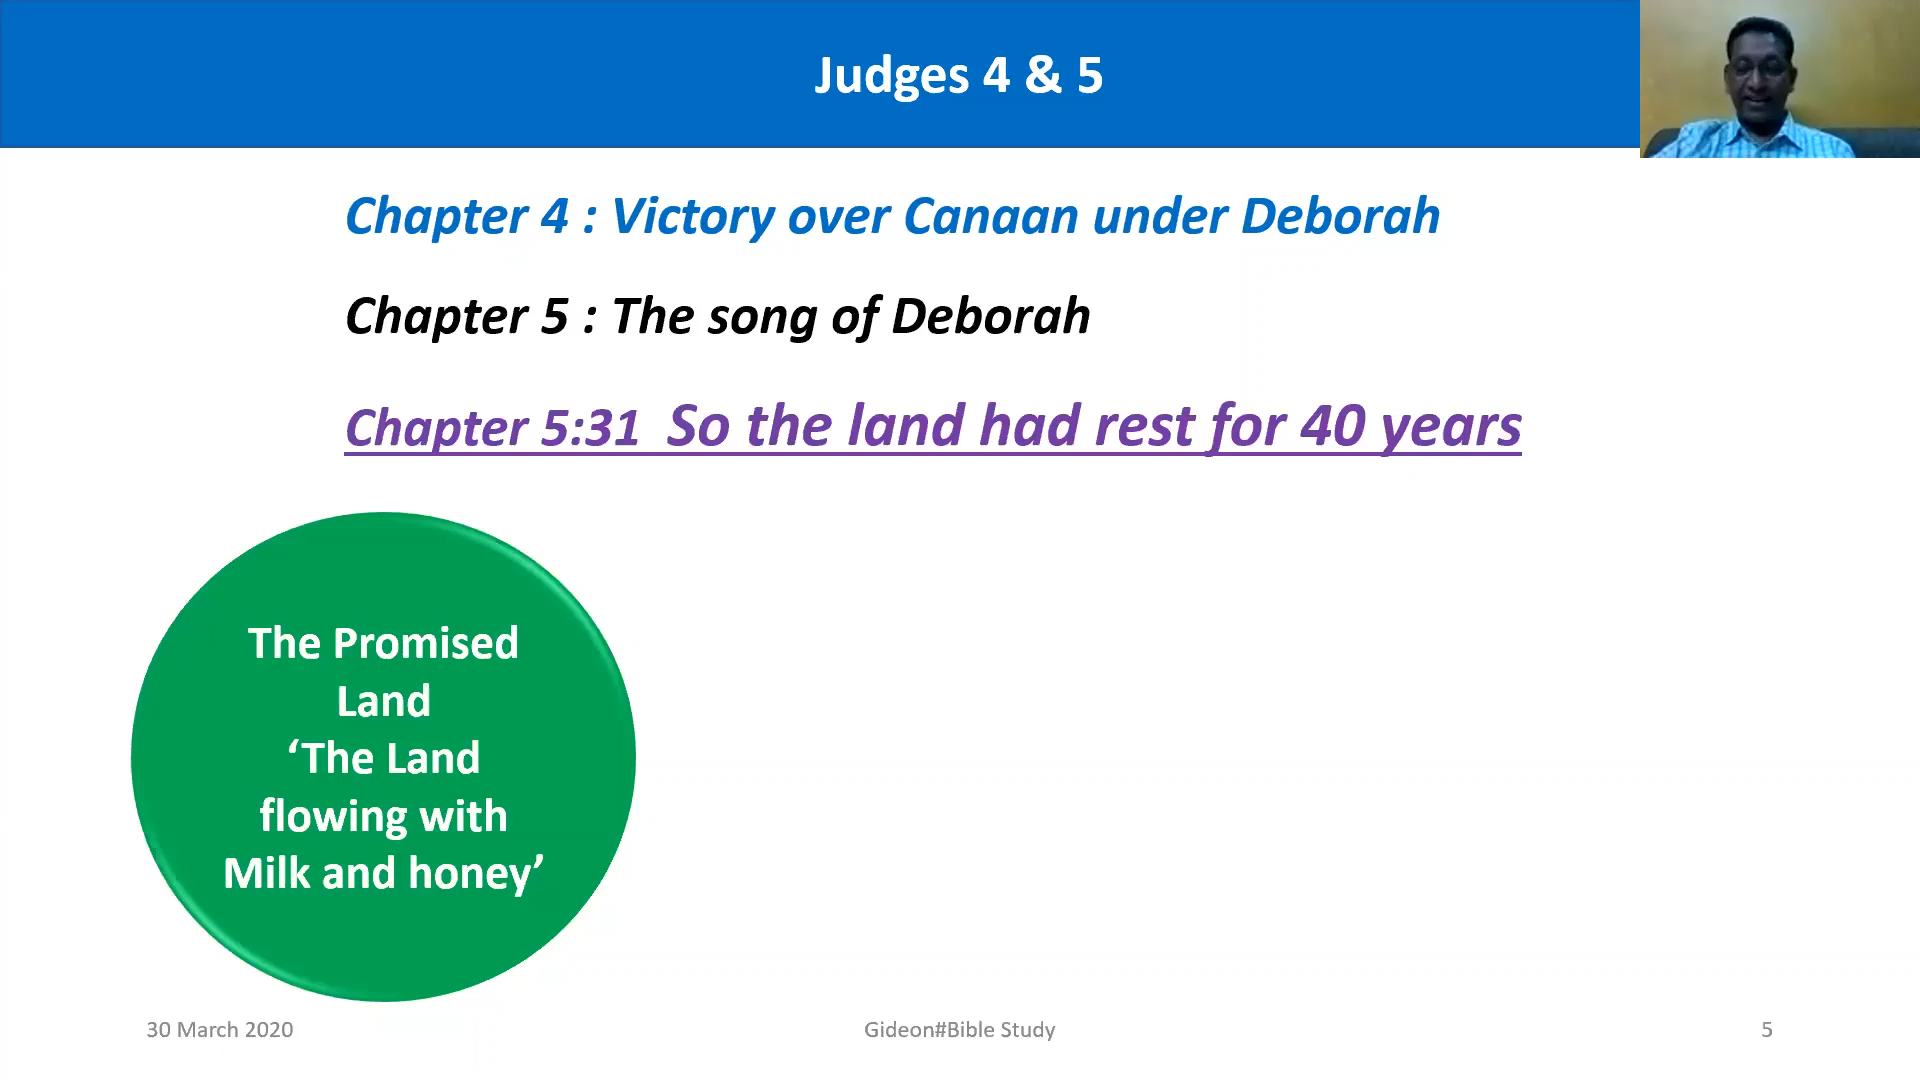 Judges 4 & 5
Chapter 4 : Victory over Canaan under Deborah
Chapter 5 : The song of Deborah
Chapter 5:31  So the land had rest for 40 years
The Promised
Land
‘The Land
flowing with
Milk and honey’
30 March 2020
Gideon#Bible Study
5